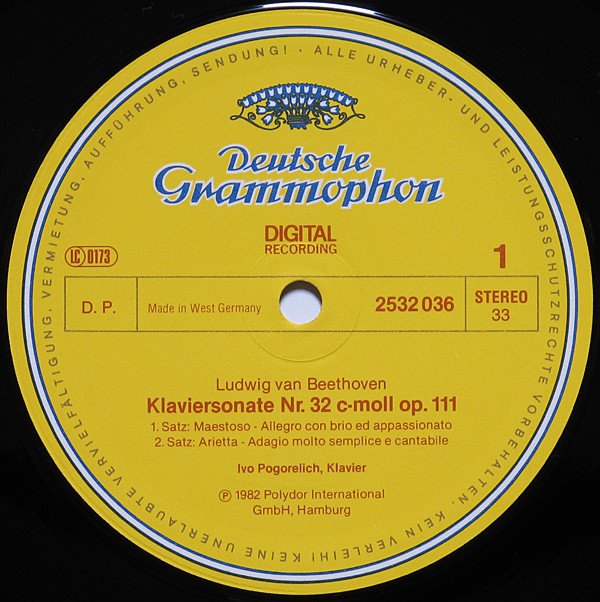 ALLE URHEBER- UND LEISTUNGSSCHUTZRECHTE VORBEHALTEN. KEIN VERLEIH! KEINE UNERLAUBTE VERVIELFÄLTIGUNG, VERMIETUNG, AUFFÜHRUNG, SENDUNG! ·
Deutsche
Grammophon
DIGITAL
RECORDING
LC 0173
1
D. P.
Made in West Germany
2532 036
STEREO
33
Ludwig van Beethoven
Klaviersonate Nr. 32 c-moll op. 111
1. Satz: Maestoso - Allegro con brio ed appassionato
2. Satz: Arietta - Adagio molto semplice e cantabile
Ivo Pogorelich, Klavier
℗ 1982 Polydor International
GmbH, Hamburg